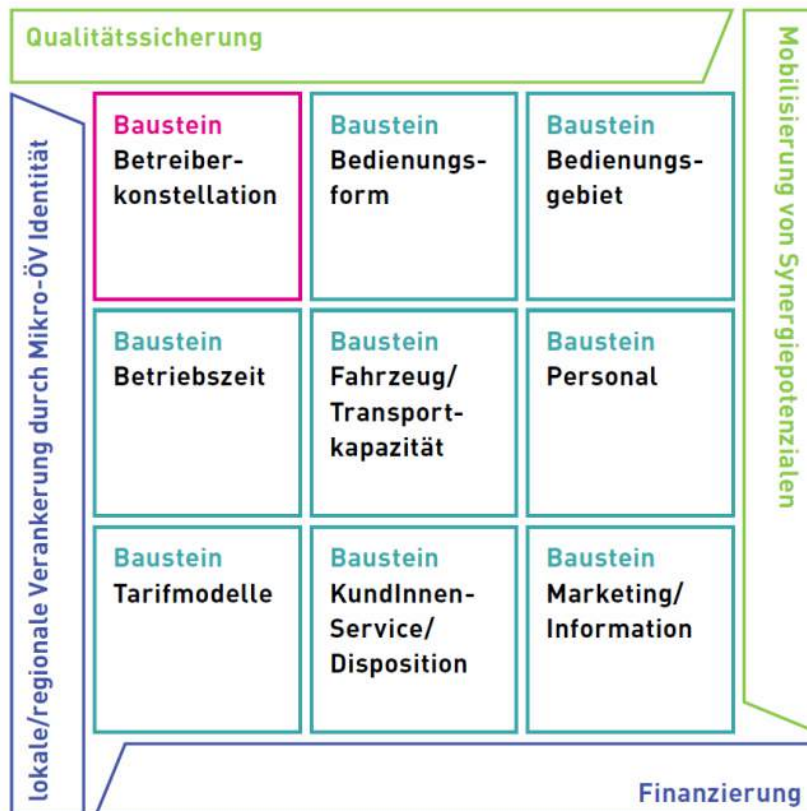 Qualitätssicherung
Mobilisierung von Synergiepotenzialen
lokale/regionale Verankerung durch Mikro-ÖV Identität
Baustein
Betreiber-
konstellation
Baustein
Bedienungs-
form
Baustein
Bedienungs-
gebiet
Baustein
Betriebszeit
Baustein
Fahrzeug/
Transport-
kapazität
Baustein
Personal
Baustein
Tarifmodelle
Baustein
KundInnen-
Service/
Disposition
Baustein
Marketing/
Information
Finanzierung